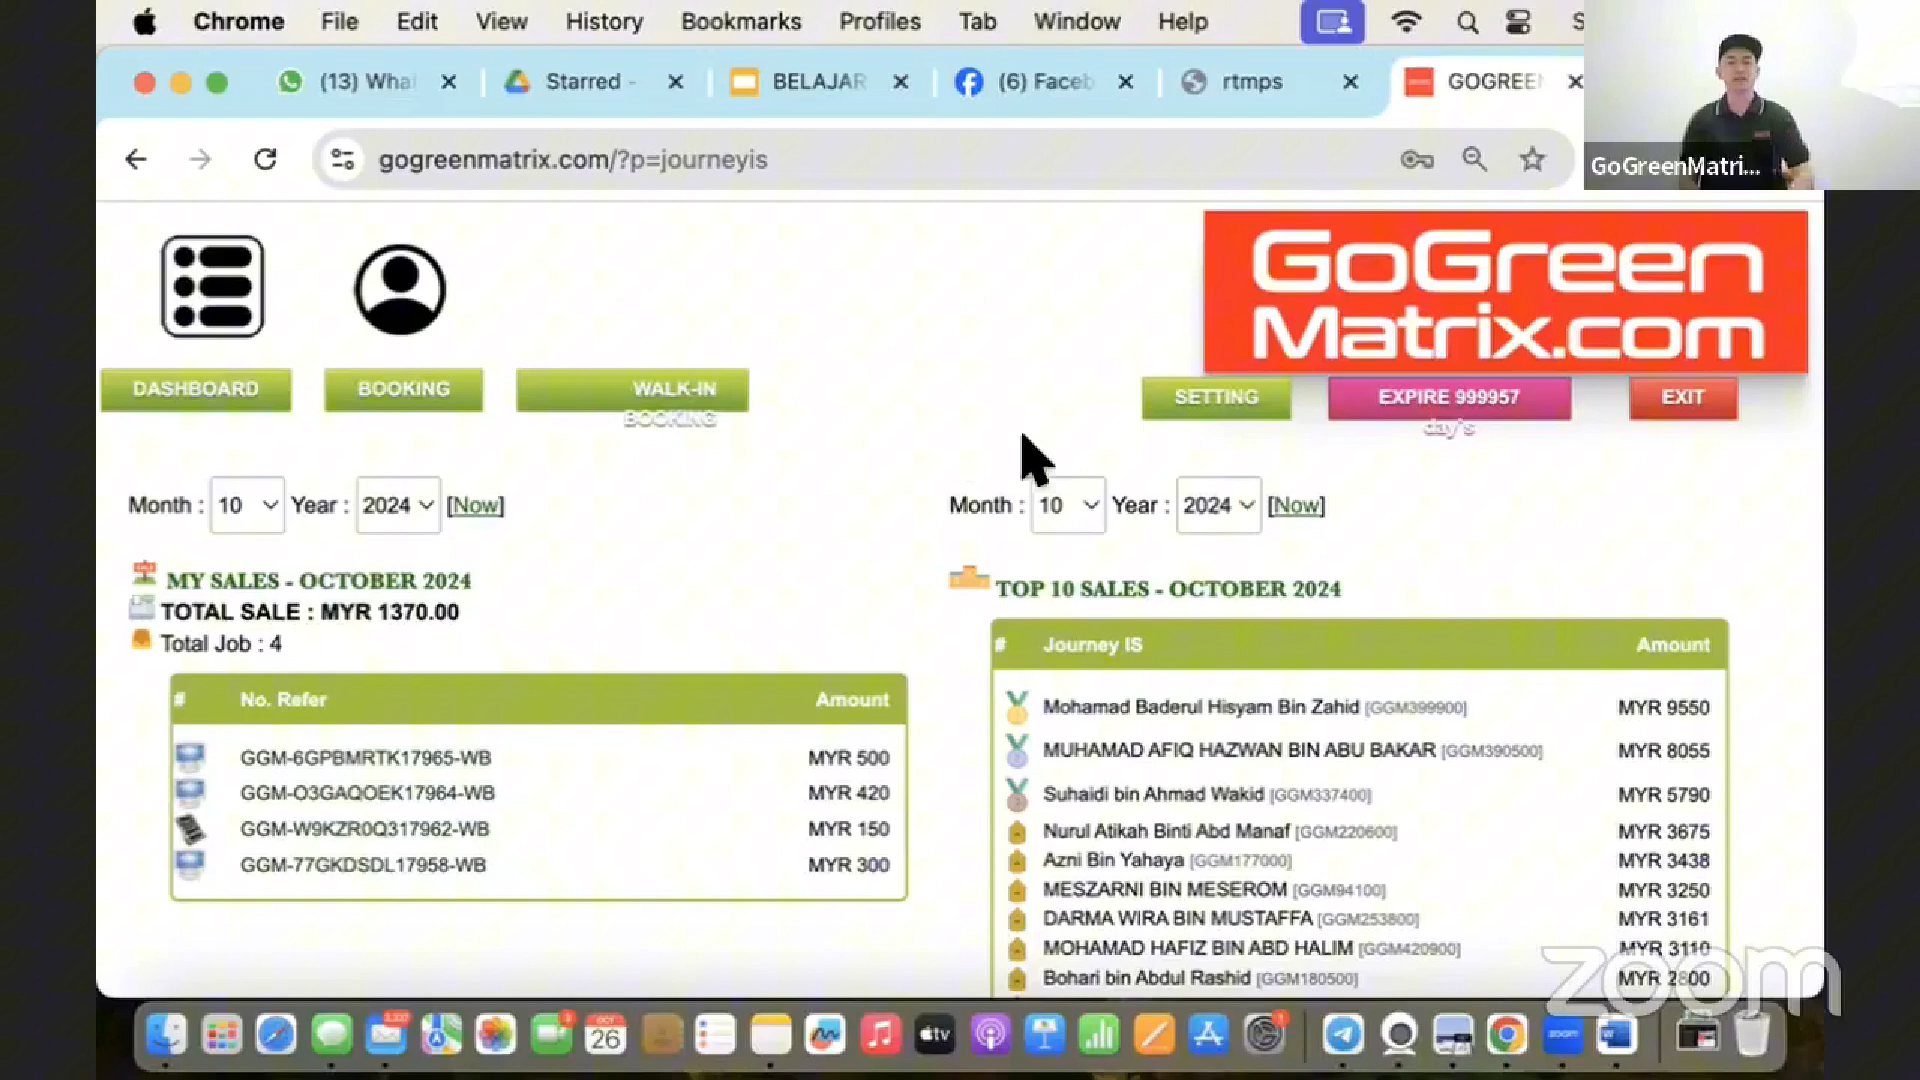 Chrome File Edit View History Bookmarks Profiles Tab Window Help
(13) What Starred - BELAJAR (6) Faceb rtmps GOGREEN
gogreenmatrix.com/?p=journeyis
GoGreenMatri...
GoGreen
Matrix.com
DASHBOARD BOOKING WALK-IN
BOOKING
SETTING EXPIRE 999957 EXIT
day's
Month : 10 Year : 2024 [Now]
MY SALES - OCTOBER 2024
TOTAL SALE : MYR 1370.00
Total Job : 4
# No. Refer Amount
GGM-6GPBMRTK17965-WB MYR 500
GGM-O3GAQOEK17964-WB MYR 420
GGM-W9KZR0Q317962-WB MYR 150
GGM-77GKDSDL17958-WB MYR 300
Month : 10 Year : 2024 [Now]
TOP 10 SALES - OCTOBER 2024
# Journey IS Amount
Mohamad Baderul Hisyam Bin Zahid [GGM399900] MYR 9550
MUHAMAD AFIQ HAZWAN BIN ABU BAKAR [GGM390500] MYR 8055
Suhaidi bin Ahmad Wakid [GGM337400] MYR 5790
Nurul Atikah Binti Abd Manaf [GGM220600] MYR 3675
Azni Bin Yahaya [GGM177000] MYR 3438
MESZARNI BIN MESEROM [GGM94100] MYR 3250
DARMA WIRA BIN MUSTAFFA [GGM253800] MYR 3161
MOHAMAD HAFIZ BIN ABD HALIM [GGM420900] MYR 3110
Bohari bin Abdul Rashid [GGM180500] MYR 2800
zoom
OCT
26
tv
zoom
W